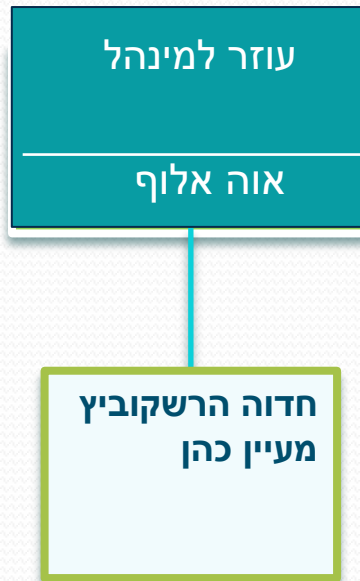 עוזר למינהל
אוה אלוף
חדוה הרשקוביץ
מעיין כהן